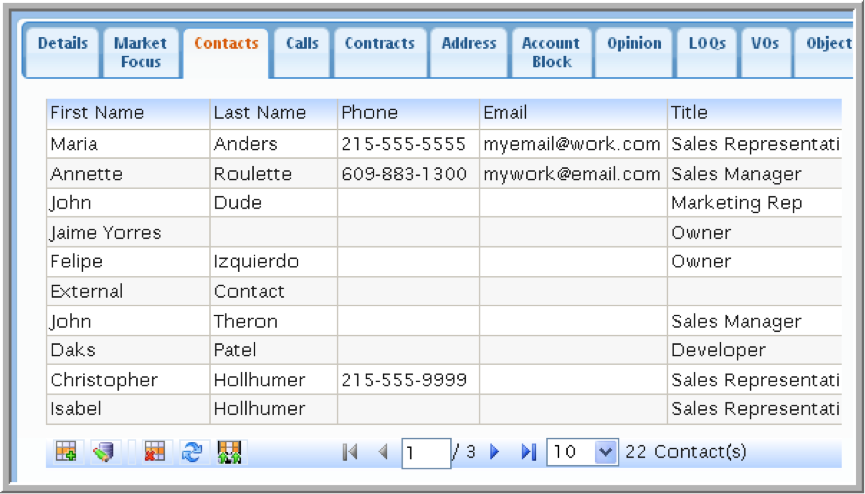 Details Market Focus Contacts Calls Contracts Address Account Block Opinion LOQs VOs Object
First Name Last Name Phone Email Title
Maria Anders 215-555-5555 myemail@work.com Sales Representati
Annette Roulette 609-883-1300 mywork@email.com Sales Manager
John Dude Marketing Rep
Jaime Yorres Owner
Felipe Izquierdo Owner
External Contact
John Theron Sales Manager
Daks Patel Developer
Christopher Hollhumer 215-555-9999 Sales Representati
Isabel Hollhumer Sales Representati
1 / 3 10 22 Contact(s)